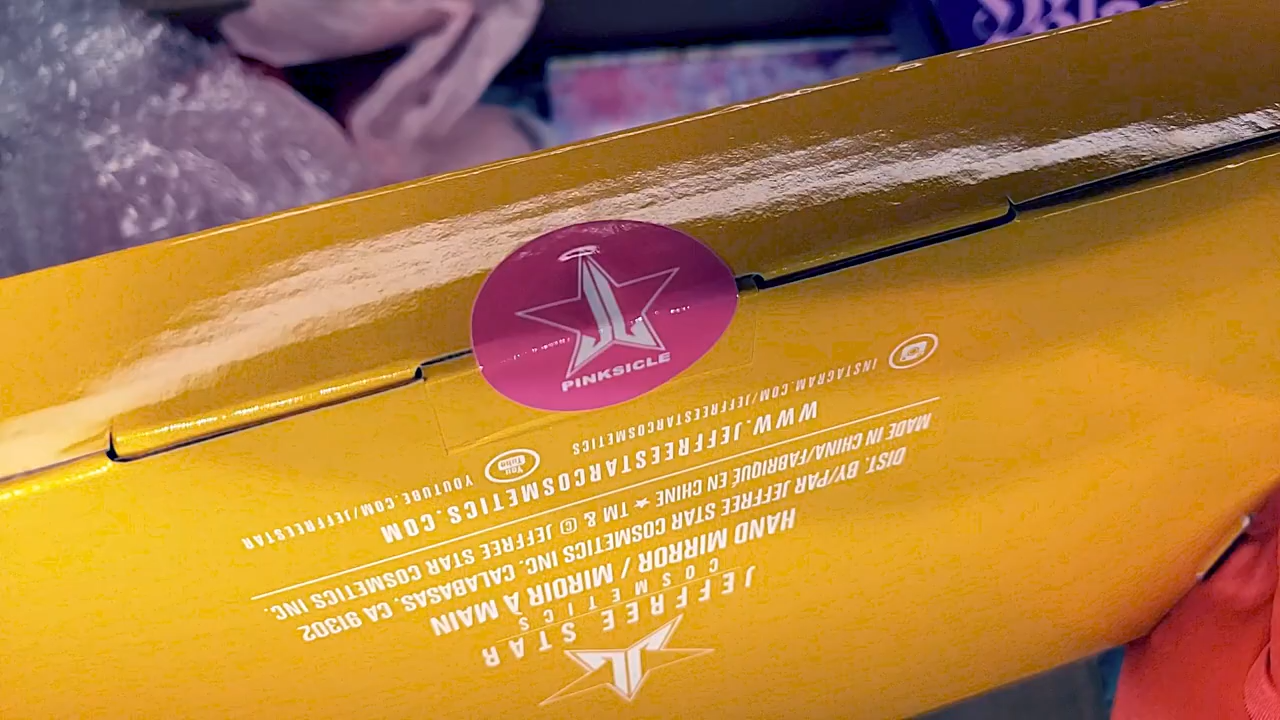 PINKSICLE
JEFFREE STAR
COSMETICS
HAND MIRROR / MIROIR À MAIN
DIST. BY/PAR JEFFREE STAR COSMETICS INC. CALABASAS, CA 91302
MADE IN CHINA/FABRIQUÉ EN CHINE ★ TM & © JEFFREE STAR COSMETICS INC.
WWW.JEFFREESTARCOSMETICS.COM
INSTAGRAM.COM/JEFFREESTARCOSMETICS
YouTube YOUTUBE.COM/JEFFREESTAR